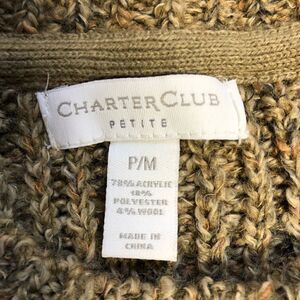 CHARTER CLUB
PETITE
P/M
78% ACRYLIC
18%
POLYESTER
4% WOOL
MADE IN
CHINA